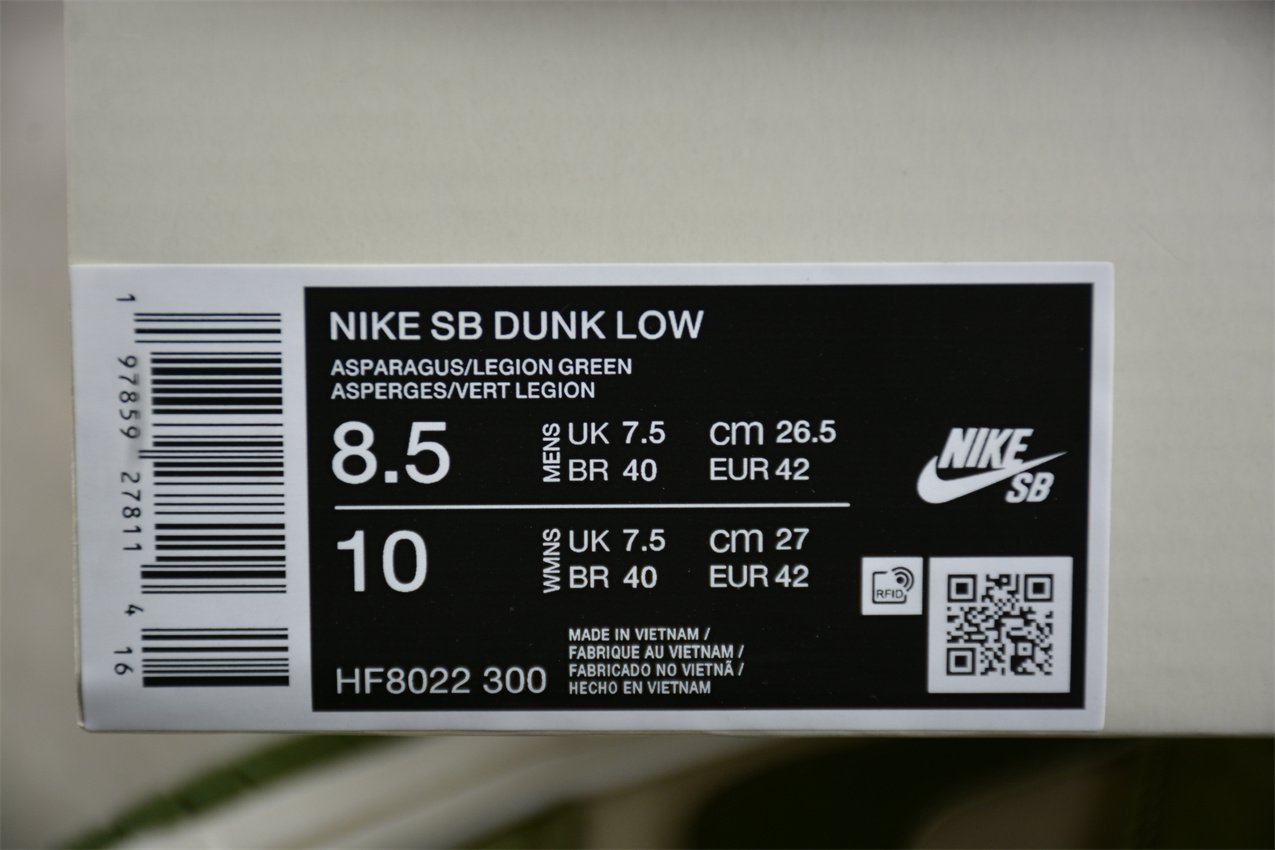 NIKE SB DUNK LOW
ASPARAGUS/LEGION GREEN
ASPERGES/VERT LEGION
8.5 MENS UK 7.5 cm 26.5
BR 40 EUR 42
10 WMNS UK 7.5 cm 27
BR 40 EUR 42
HF8022 300
MADE IN VIETNAM /
FABRIQUE AU VIETNAM /
FABRICADO NO VIETNÃ /
HECHO EN VIETNAM
NIKE
SB
RFID
1 97859 27811 4 16